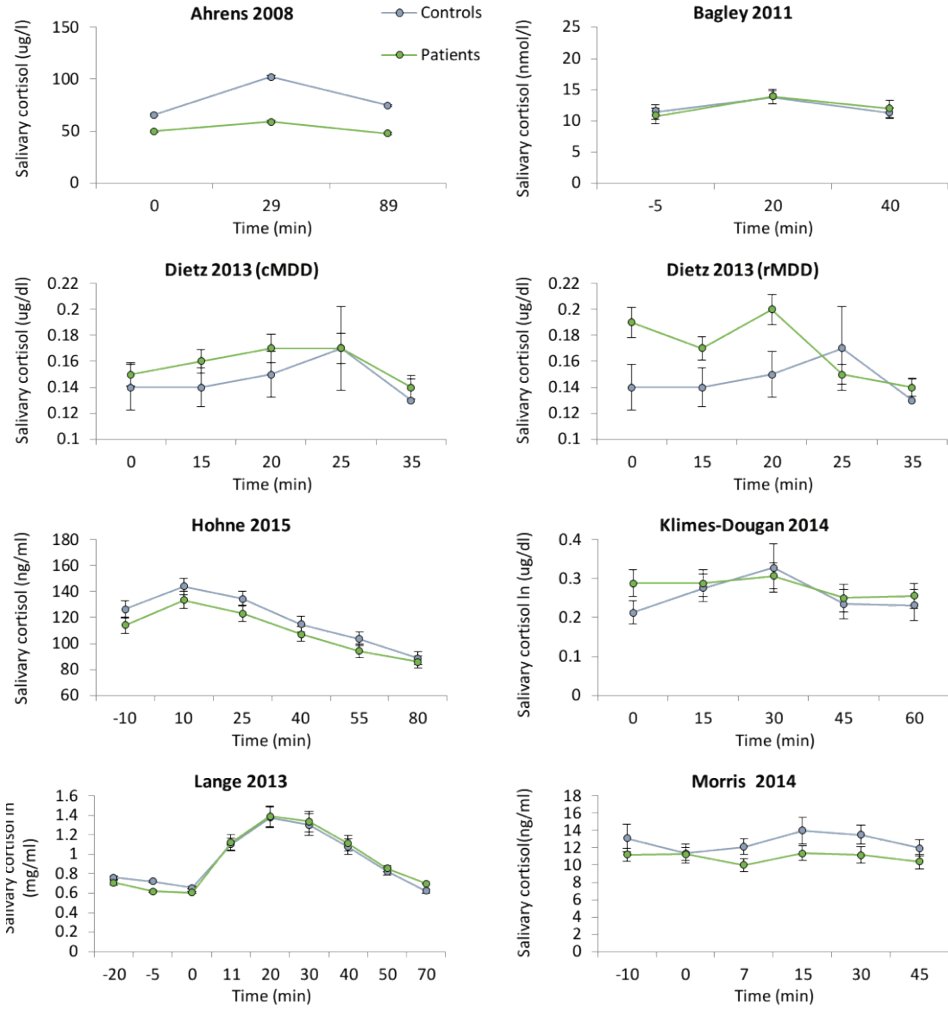 Ahrens 2008
Controls
Patients
Salivary cortisol (ug/l)
150
100
50
0
0 29 89
Time (min)
Bagley 2011
Salivary cortisol (nmol/l)
25
20
15
10
5
0
-5 20 40
Time (min)
Dietz 2013 (cMDD)
Salivary cortisol (ug/dl)
0.22
0.2
0.18
0.16
0.14
0.12
0.1
0 15 20 25 35
Time (min)
Dietz 2013 (rMDD)
Salivary cortisol (ug/dl)
0.22
0.2
0.18
0.16
0.14
0.12
0.1
0 15 20 25 35
Time (min)
Hohne 2015
Salivary cortisol (ng/ml)
180
160
140
120
100
80
60
-10 10 25 40 55 80
Time (min)
Klimes-Dougan 2014
Salivary cortisol ln (ug/dl)
0.4
0.3
0.2
0.1
0
0 15 30 45 60
Time (min)
Lange 2013
Salivary cortisol ln
(mg/ml)
1.6
1.4
1.2
1
0.8
0.6
0.4
0.2
0
-20 -5 0 11 20 30 40 50 70
Time (min)
Morris 2014
Salivary cortisol(ng/ml)
18
16
14
12
10
8
6
4
2
0
-10 0 7 15 30 45
Time (min)